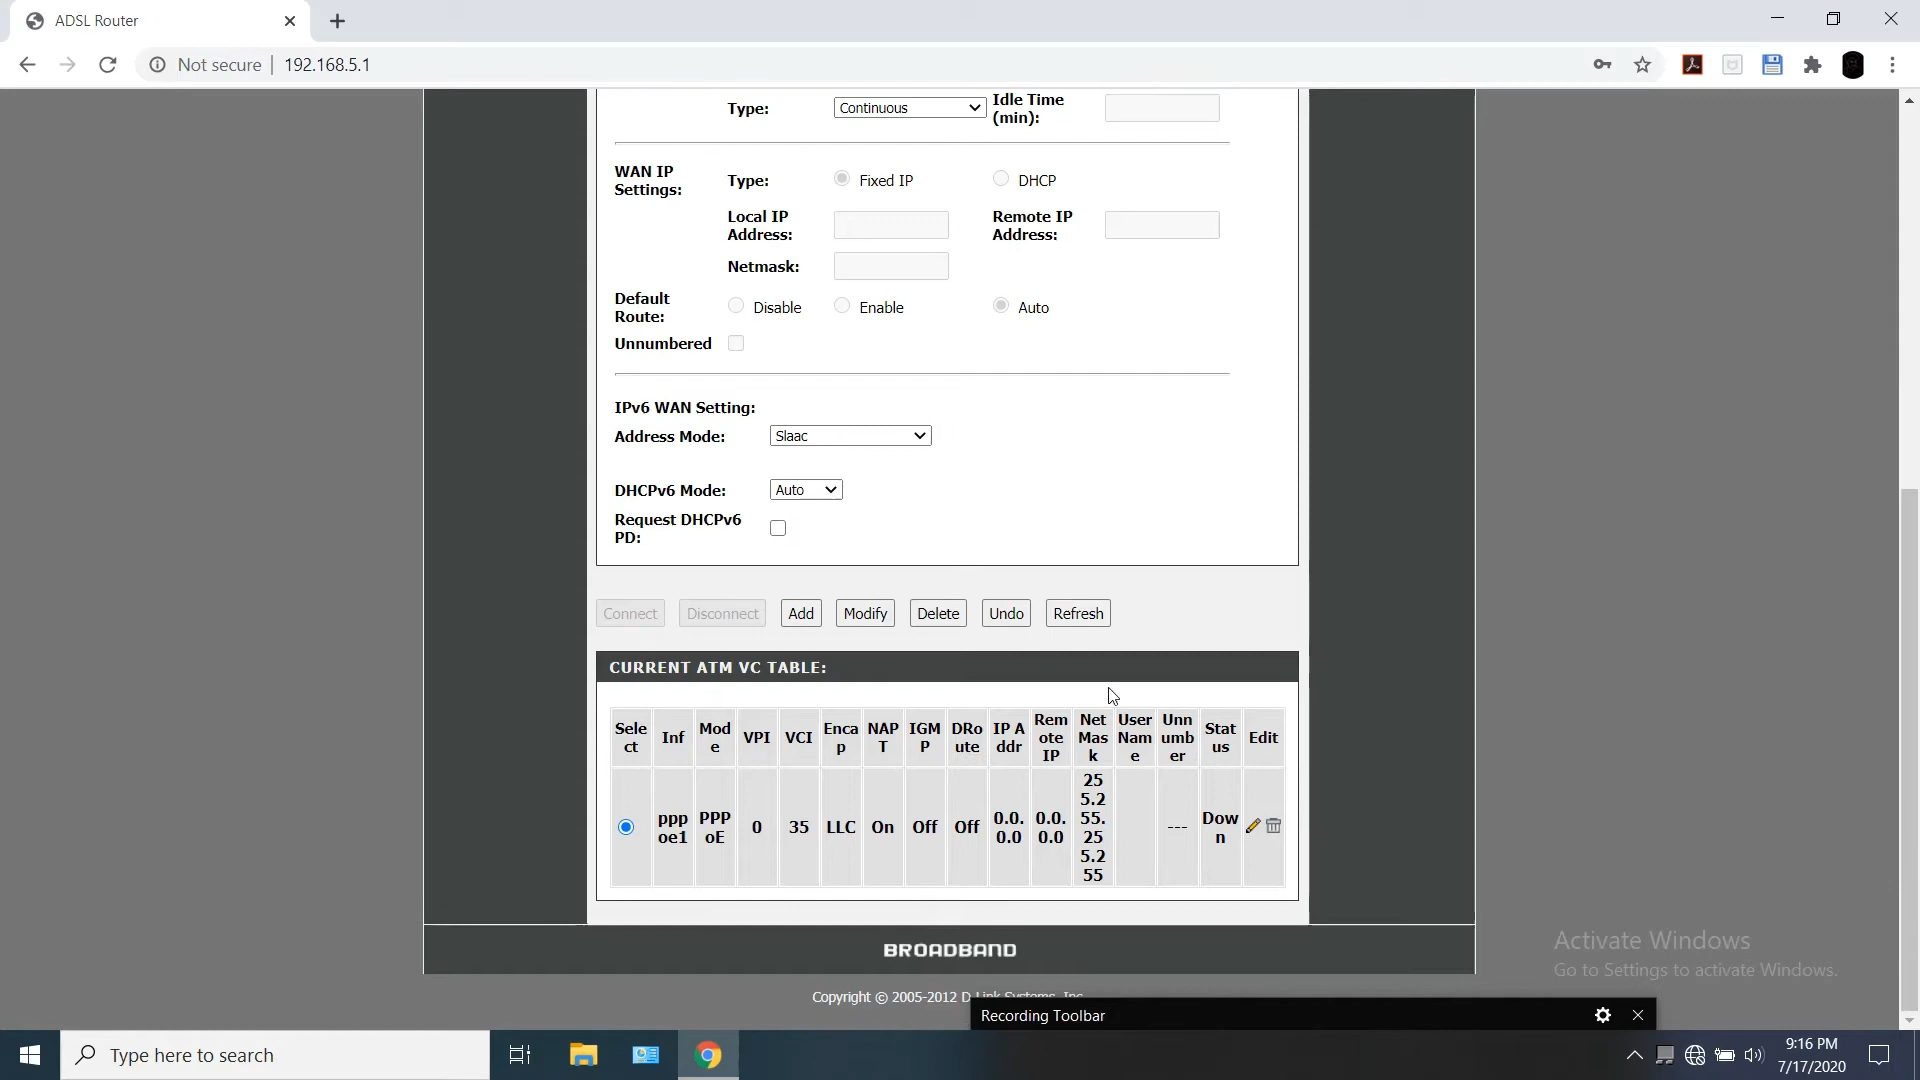 ADSL Router
Not secure 192.168.5.1
Type: Continuous Idle Time
(min):
WAN IP
Settings: Type: Fixed IP DHCP
Local IP
Address: Remote IP
Address:
Netmask:
Default
Route: Disable Enable Auto
Unnumbered
IPv6 WAN Setting:
Address Mode: Slaac
DHCPv6 Mode: Auto
Request DHCPv6
PD:
Connect Disconnect Add Modify Delete Undo Refresh
CURRENT ATM VC TABLE:
Sele
ct
Inf
Mod
e
VPI
VCI
Enca
p
NAP
T
IGM
P
DRo
ute
IP A
ddr
Rem
ote
IP
Net
Mas
k
User
Nam
e
Unn
umb
er
Stat
us
Edit
ppp
oe1
PPP
oE
0
35
LLC
On
Off
Off
0.0.
0.0
0.0.
0.0
25
5.2
55.
25
5.2
55
---
Dow
n
BROADBAND
Copyright © 2005-2012 D-Link Systems, Inc.
Recording Toolbar
Activate Windows
Go to Settings to activate Windows.
Type here to search
9:16 PM
7/17/2020